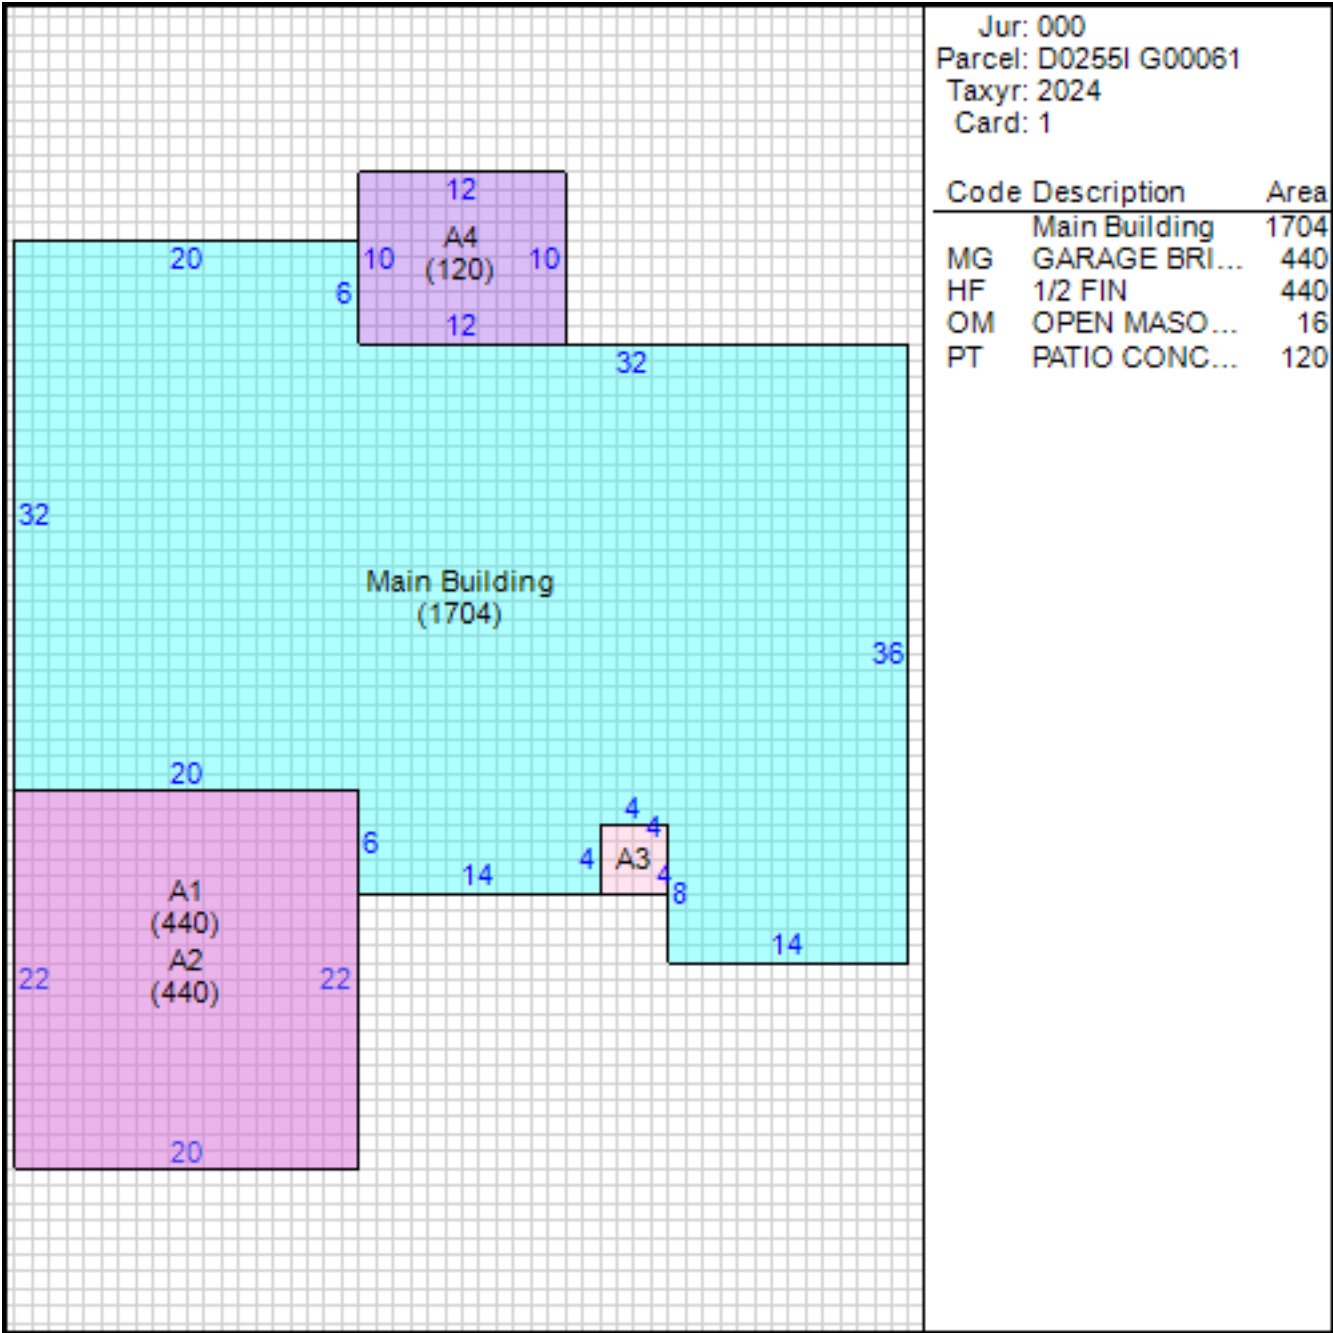 Jur: 000
Parcel: D0255I G00061
Taxyr: 2024
Card: 1
Code Description Area
Main Building 1704
MG GARAGE BRI... 440
HF 1/2 FIN 440
OM OPEN MASO... 16
PT PATIO CONC... 120
12
A4
(120)
10 10
12
20
6
32
32
Main Building
(1704)
36
20
6
14
4
4
4
A3
4
8
14
A1
(440)
A2
(440)
22 22
20